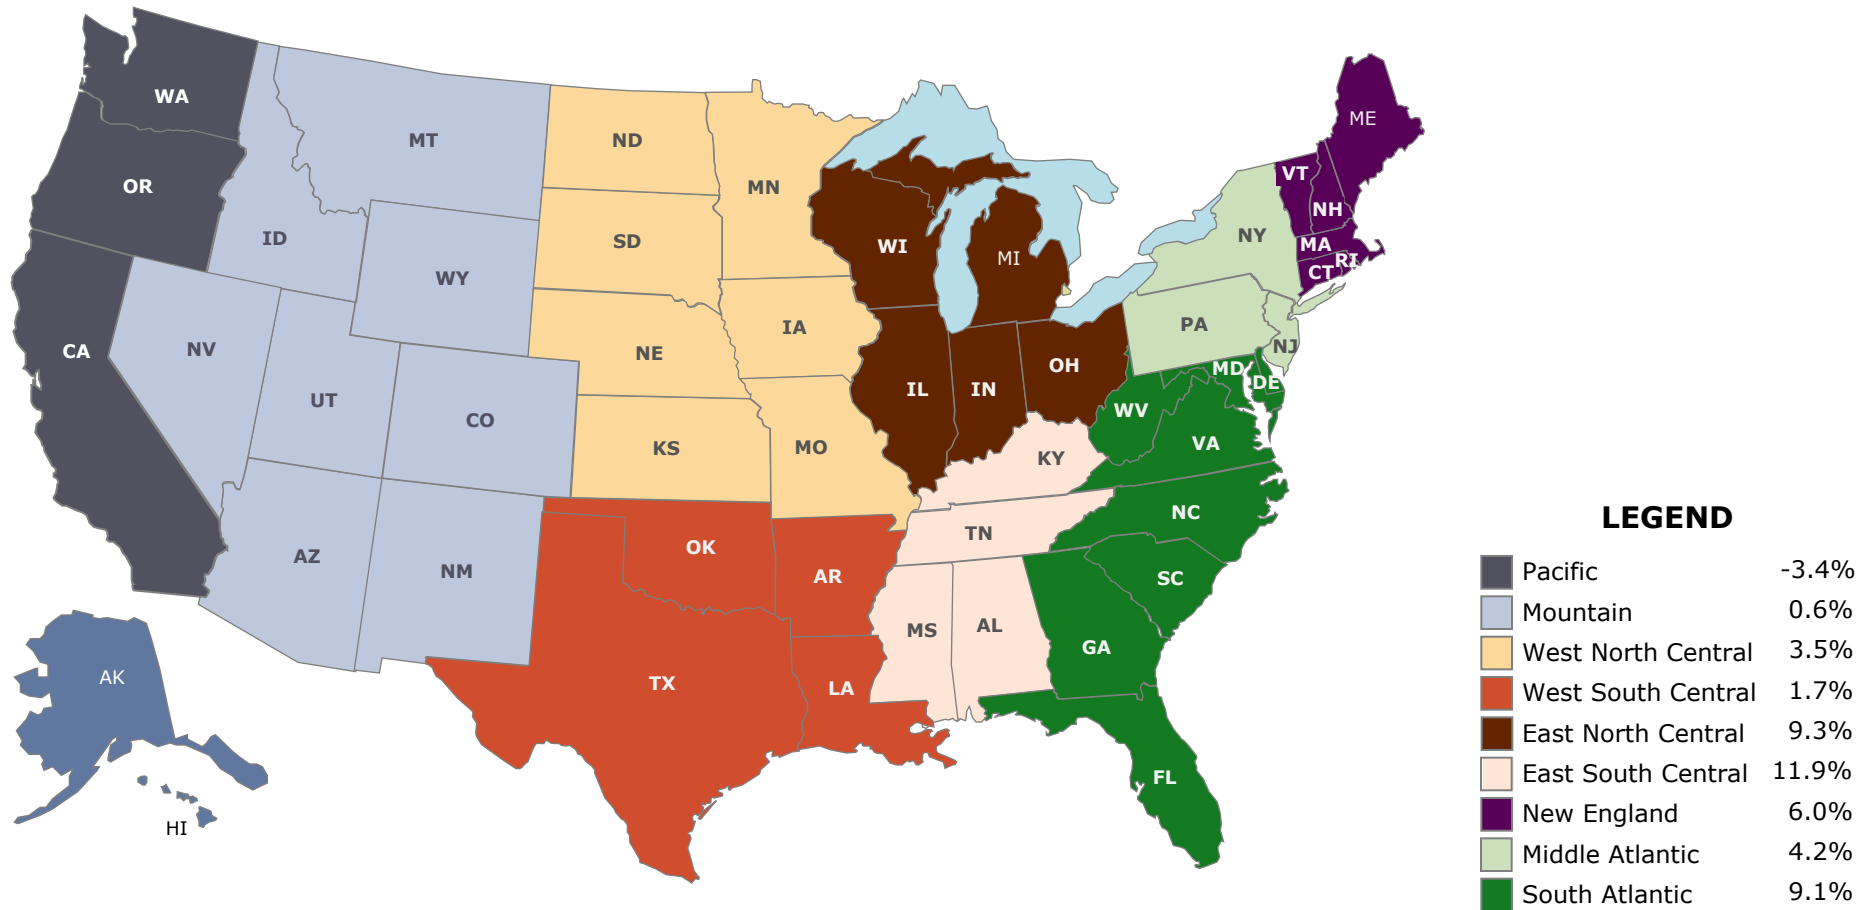 WA
MT
ND
ME
OR
MN
VT
ID
SD
WI
MI
NY
NH
MA
RI
CT
WY
NV
IA
PA
CA
NE
NJ
UT
CO
IL
IN
OH
MD
DE
WV
KS
MO
KY
VA
AZ
NM
OK
AR
TN
NC
SC
MS
AL
GA
TX
LA
AK
FL
HI
LEGEND
Pacific -3.4%
Mountain 0.6%
West North Central 3.5%
West South Central 1.7%
East North Central 9.3%
East South Central 11.9%
New England 6.0%
Middle Atlantic 4.2%
South Atlantic 9.1%